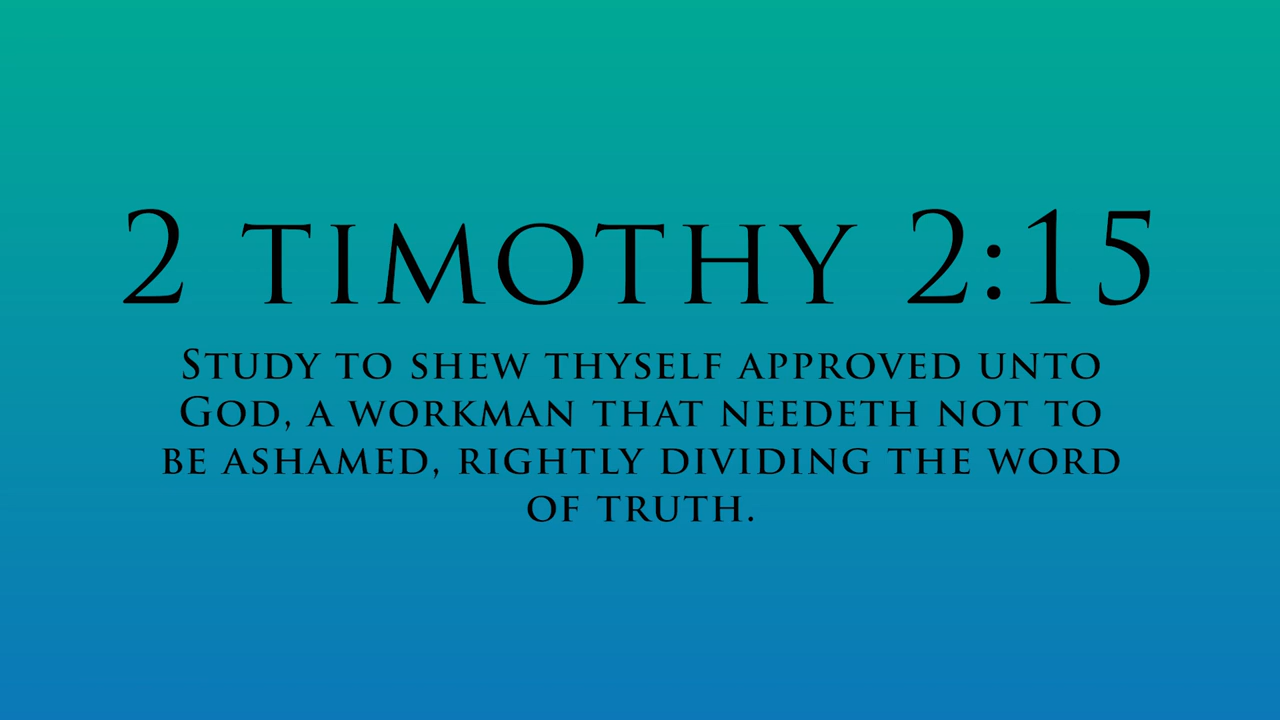 2 TIMOTHY 2:15
STUDY TO SHEW THYSELF APPROVED UNTO
GOD, A WORKMAN THAT NEEDETH NOT TO
BE ASHAMED, RIGHTLY DIVIDING THE WORD
OF TRUTH.